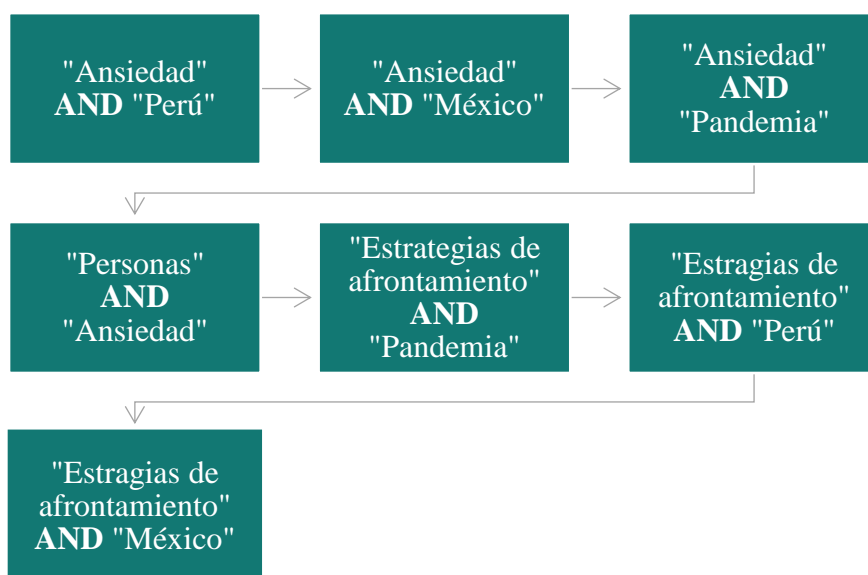 "Ansiedad"
AND "Perú"
"Ansiedad"
AND "México"
"Ansiedad"
AND
"Pandemia"
"Personas"
AND
"Ansiedad"
"Estrategias de
afrontamiento"
AND
"Pandemia"
"Estragias de
afrontamiento"
AND "Perú"
"Estragias de
afrontamiento"
AND "México"